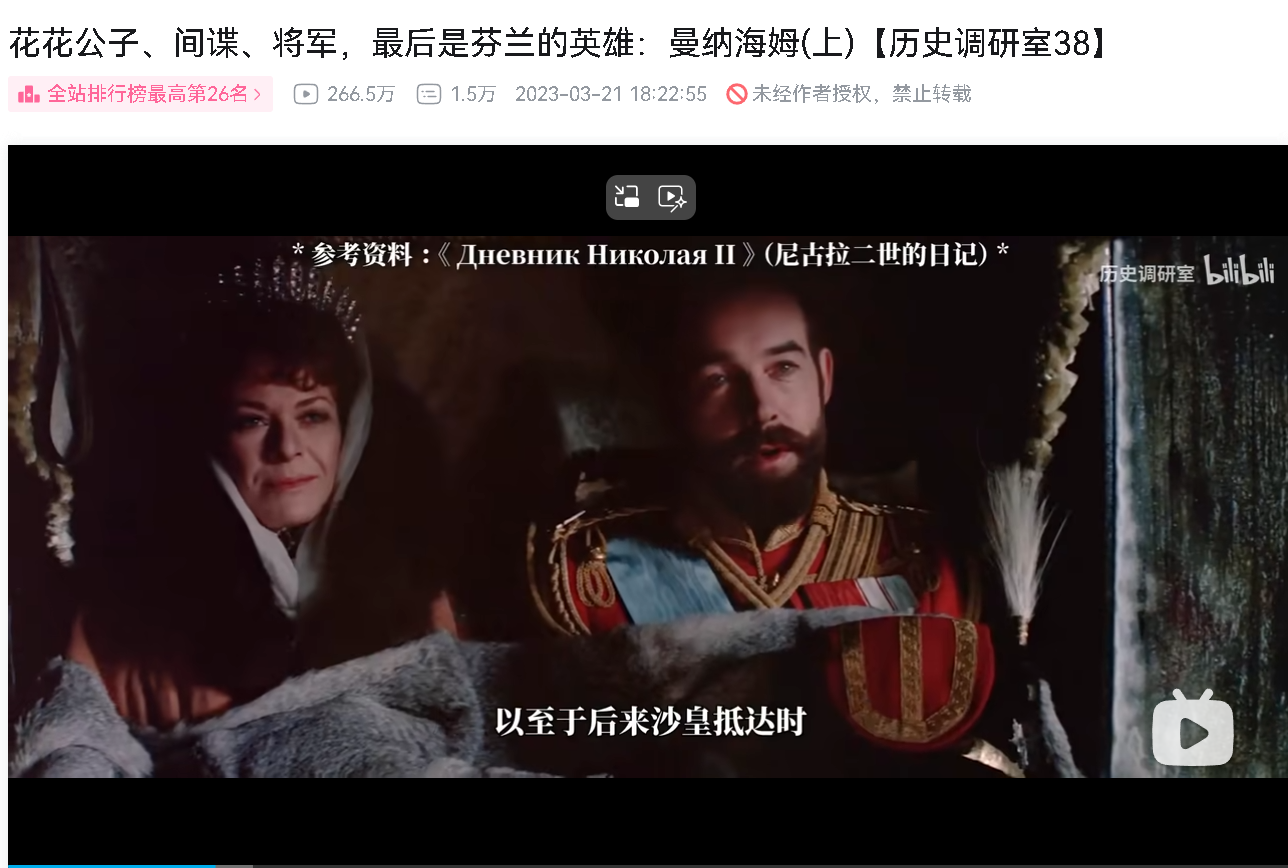 花花公子、间谍、将军，最后是芬兰的英雄：曼纳海姆(上)【历史调研室38】
全站排行榜最高第26名 266.5万 1.5万 2023-03-21 18:22:55 未经作者授权，禁止转载
* 参考资料：《Дневник Николая II》(尼古拉二世的日记) *
历史调研室 bilibili
以至于后来沙皇抵达时